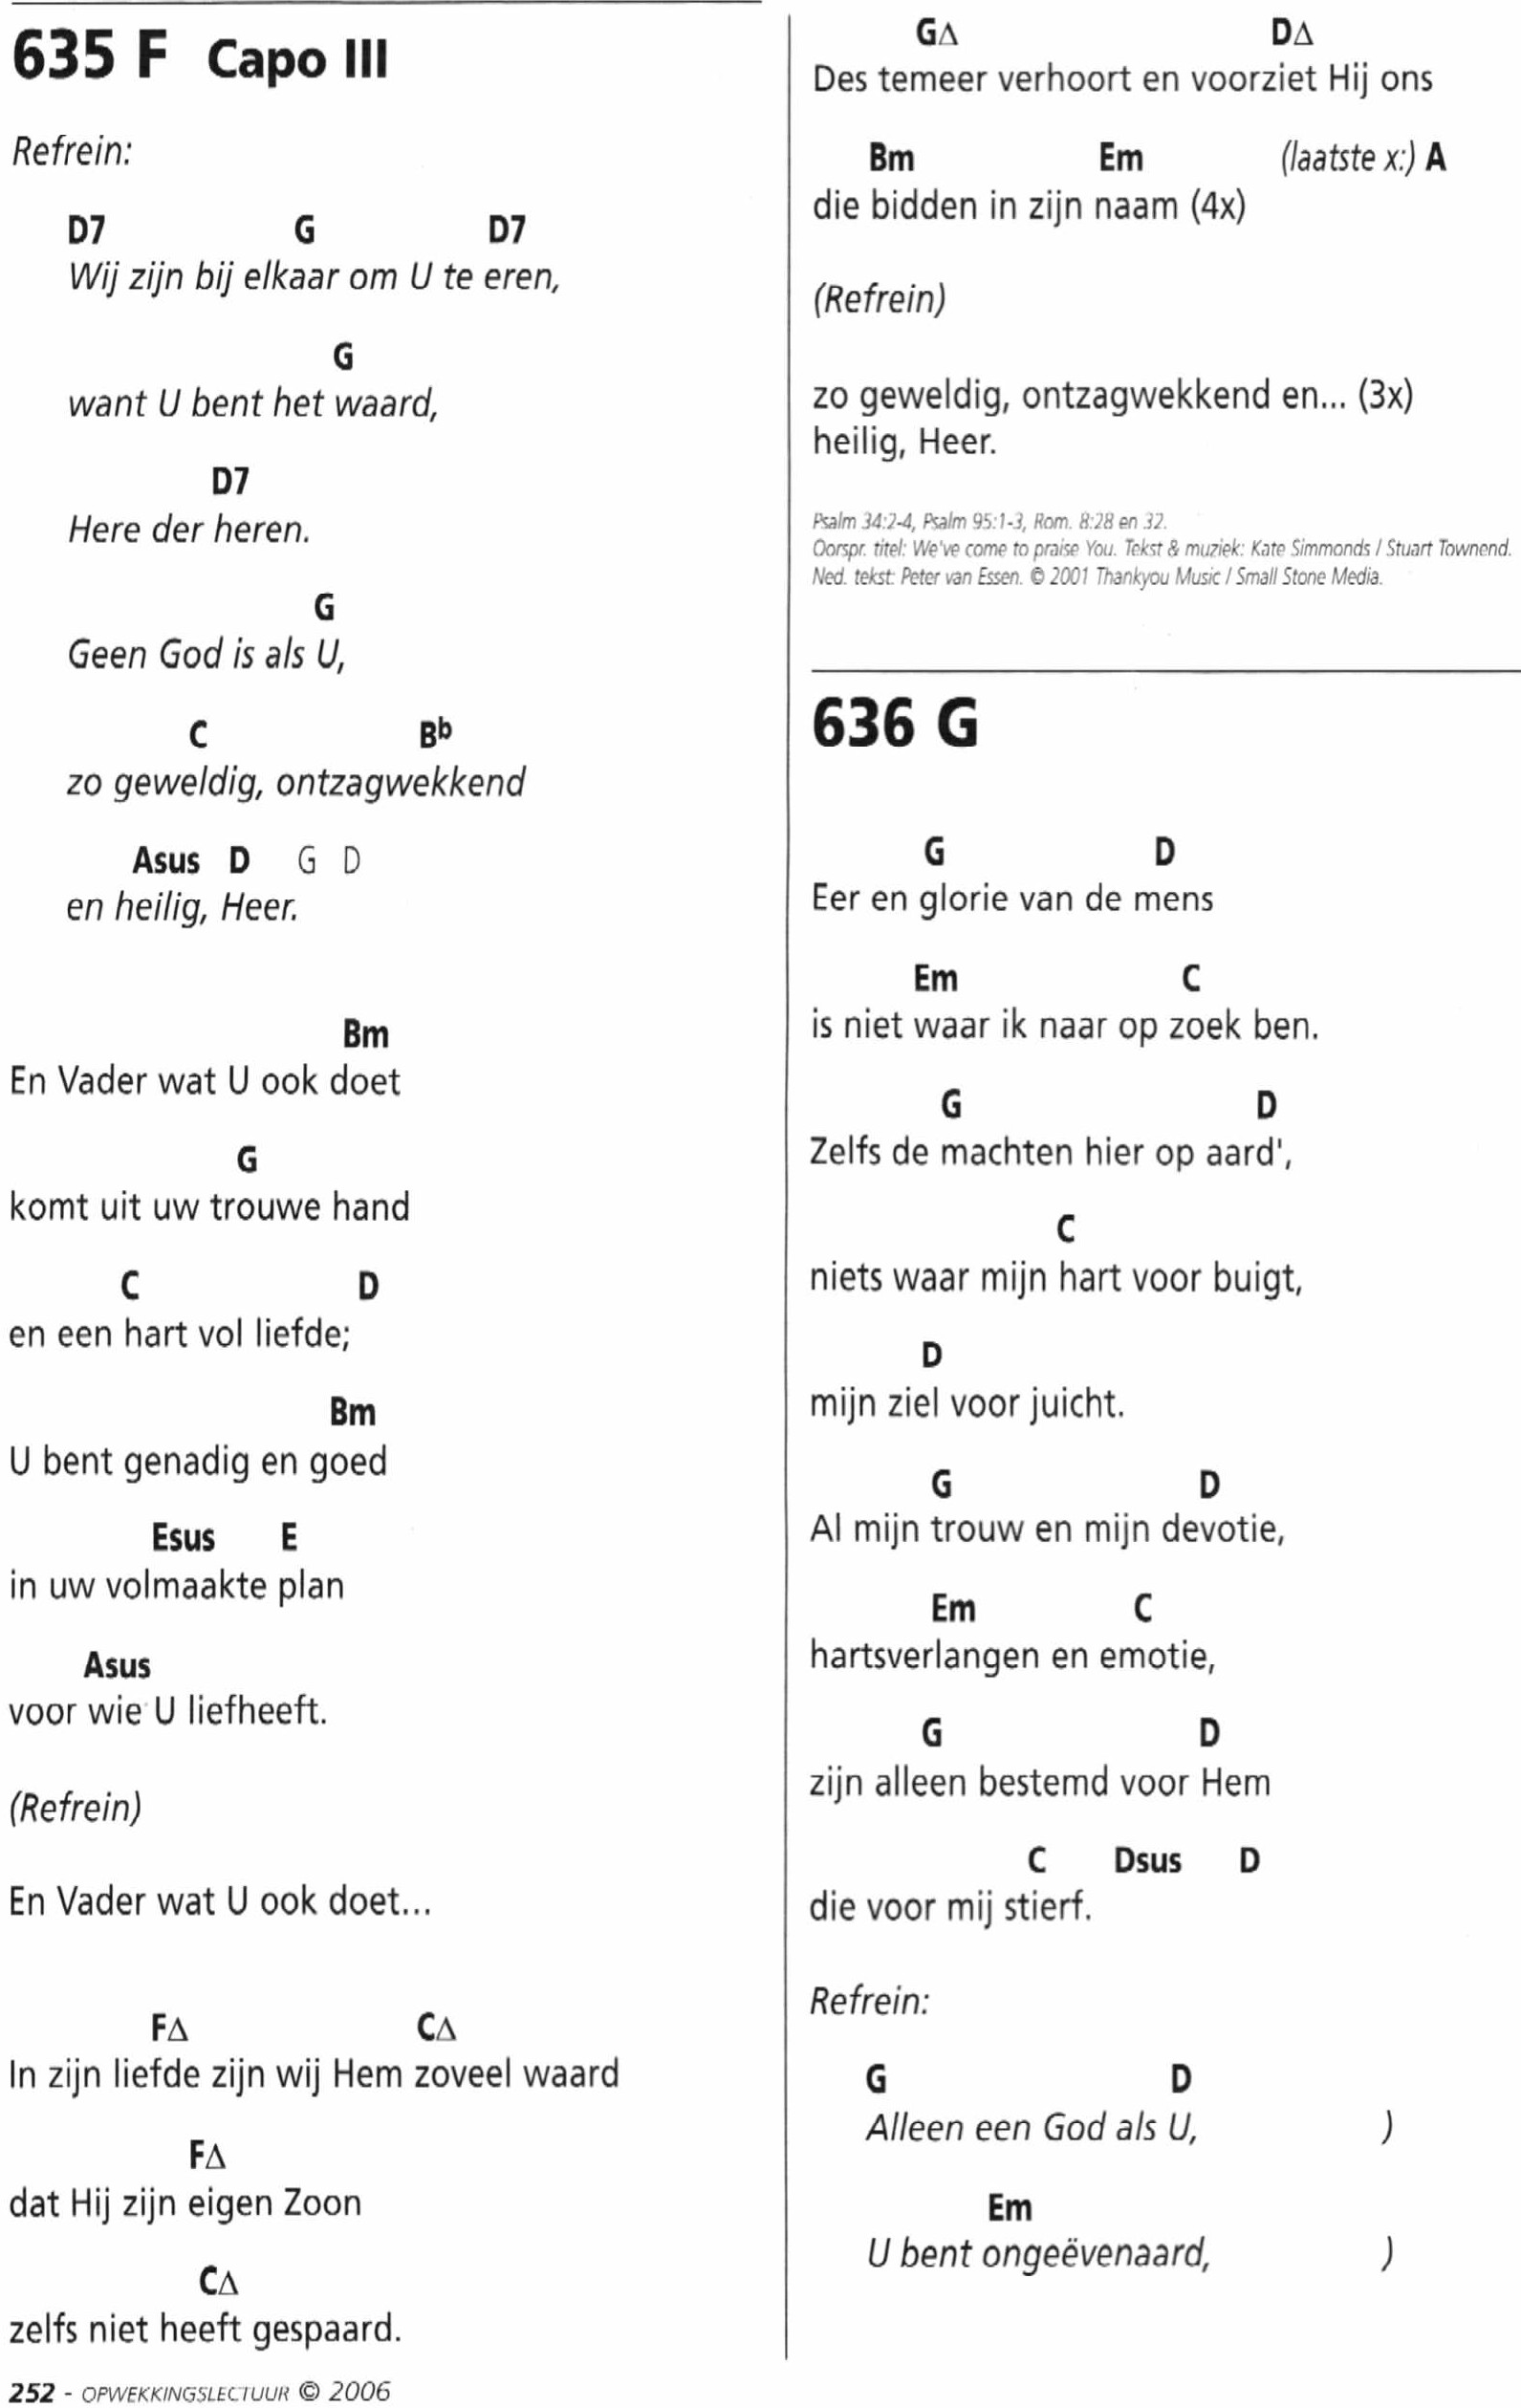 635 F Capo III
Refrein:
D7 G D7
Wij zijn bij elkaar om U te eren,
G
want U bent het waard,
D7
Here der heren.
G
Geen God is als U,
C Bb
zo geweldig, ontzagwekkend
Asus D G D
en heilig, Heer.
Bm
En Vader wat U ook doet
G
komt uit uw trouwe hand
C D
en een hart vol liefde;
Bm
U bent genadig en goed
Esus E
in uw volmaakte plan
Asus
voor wie U liefheeft.
(Refrein)
En Vader wat U ook doet...
F∆ C∆
In zijn liefde zijn wij Hem zoveel waard
F∆
dat Hij zijn eigen Zoon
C∆
zelfs niet heeft gespaard.
252 - OPWEKKINGSLECTUUR © 2006
G∆ D∆
Des temeer verhoort en voorziet Hij ons
Bm Em (laatste x:) A
die bidden in zijn naam (4x)
(Refrein)
zo geweldig, ontzagwekkend en... (3x)
heilig, Heer.
Psalm 34:2-4, Psalm 95:1-3, Rom. 8:28 en 32.
Oorspr. titel: We've come to praise You. Tekst & muziek: Kate Simmonds / Stuart Townend.
Ned. tekst: Peter van Essen. © 2001 Thankyou Music / Small Stone Media.
636 G
G D
Eer en glorie van de mens
Em C
is niet waar ik naar op zoek ben.
G D
Zelfs de machten hier op aard',
C
niets waar mijn hart voor buigt,
D
mijn ziel voor juicht.
G D
Al mijn trouw en mijn devotie,
Em C
hartsverlangen en emotie,
G D
zijn alleen bestemd voor Hem
C Dsus D
die voor mij stierf.
Refrein:
G D
Alleen een God als U, )
Em
U bent ongeëvenaard, )